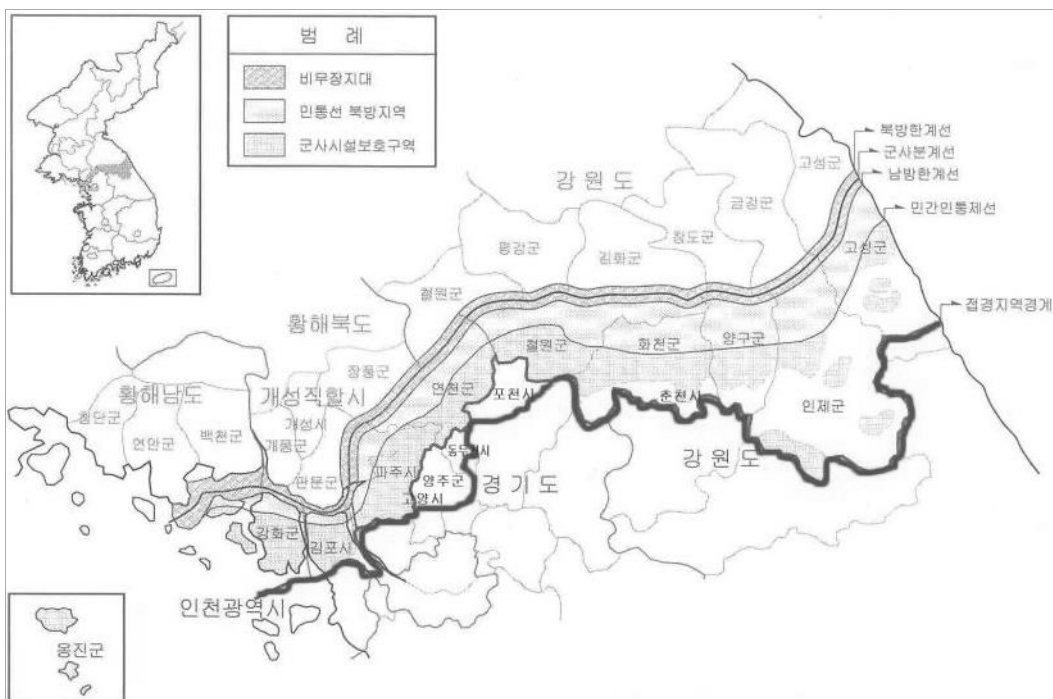 범 례
비무장지대
민통선 북방지역
군사시설보호구역
북방한계선
군사분계선
남방한계선
민간인통제선
접경지역경계
강 원 도
고성군
금강군
창도군
김화군
평강군
철원군
고성군
황해북도
장풍군
황해남도
개성직할시
개성시
개풍군
판문군
청단군
연안군
백천군
철원군
화천군
양구군
연천군
포천시
춘천시
인제군
동두천시
파주시
양주군
고양시
경 기 도
강 원 도
강화군
김포시
인천광역시
옹진군